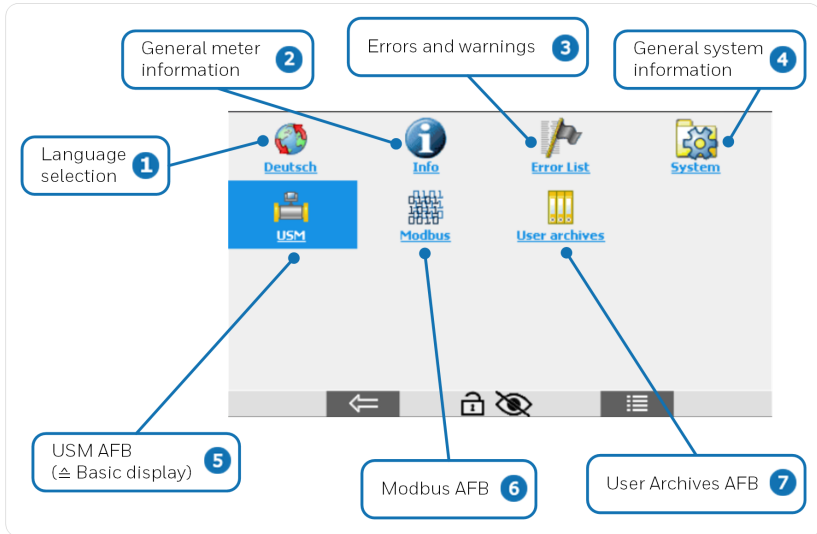 General meter
information
2
Errors and warnings
3
General system
information
4
Language
selection
1
Deutsch
Info
Error List
System
USM
Modbus
User archives
USM AFB
(≙ Basic display)
5
Modbus AFB
6
User Archives AFB
7